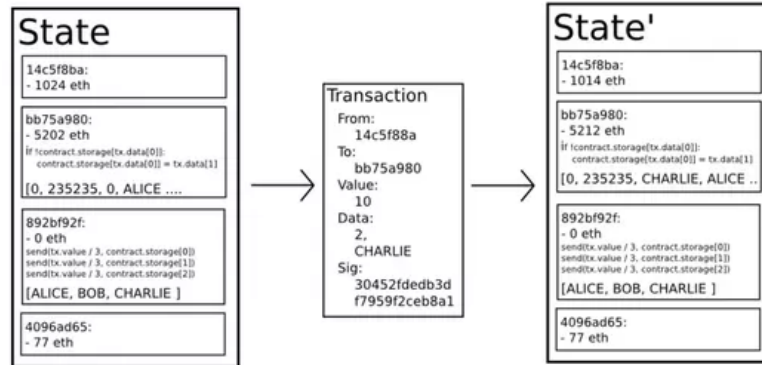 State
14c5f8ba:
- 1024 eth
bb75a980:
- 5202 eth
if !contract.storage[tx.data[0]]:
contract.storage[tx.data[0]] = tx.data[1]
[0, 235235, 0, ALICE ....
892bf92f:
- 0 eth
send(tx.value / 3, contract.storage[0])
send(tx.value / 3, contract.storage[1])
send(tx.value / 3, contract.storage[2])
[ALICE, BOB, CHARLIE ]
4096ad65:
- 77 eth
Transaction
From:
14c5f88a
To:
bb75a980
Value:
10
Data:
2,
CHARLIE
Sig:
30452fdedb3d
f7959f2ceb8a1
State'
14c5f8ba:
- 1014 eth
bb75a980:
- 5212 eth
if !contract.storage[tx.data[0]]:
contract.storage[tx.data[0]] = tx.data[1]
[0, 235235, CHARLIE, ALICE ..
892bf92f:
- 0 eth
send(tx.value / 3, contract.storage[0])
send(tx.value / 3, contract.storage[1])
send(tx.value / 3, contract.storage[2])
[ALICE, BOB, CHARLIE ]
4096ad65:
- 77 eth